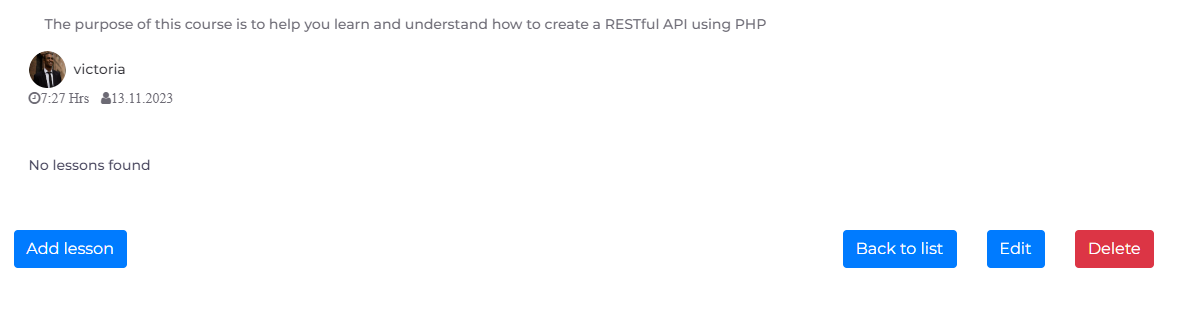 The purpose of this course is to help you learn and understand how to create a RESTful API using PHP
victoria
7:27 Hrs 13.11.2023
No lessons found
Add lesson Back to list Edit Delete